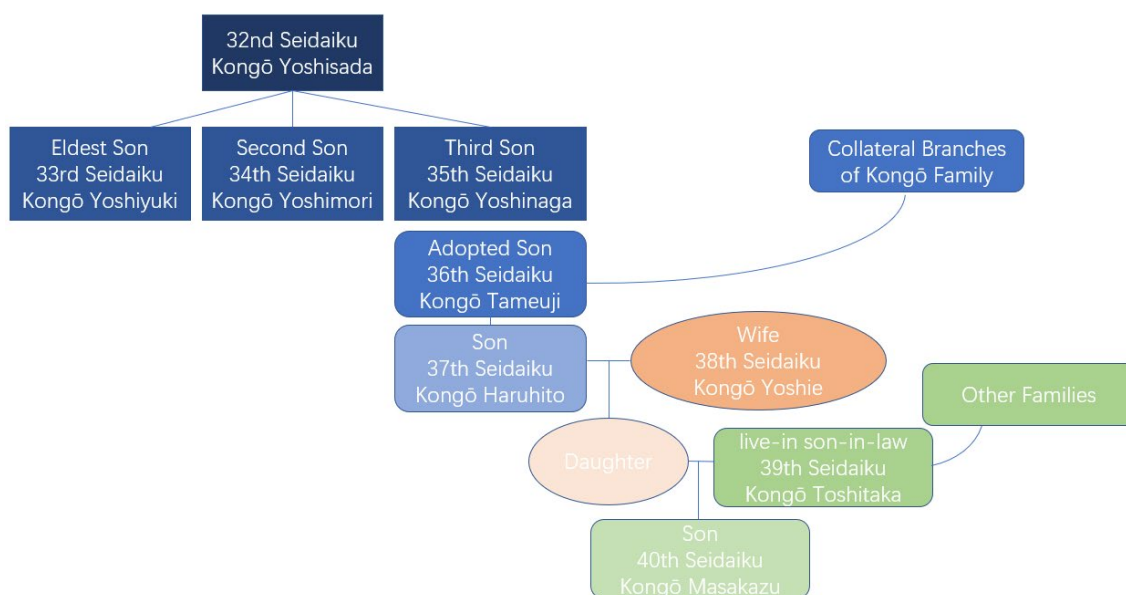 32nd Seidaiku
Kongō Yoshisada
Eldest Son
33rd Seidaiku
Kongō Yoshiyuki
Second Son
34th Seidaiku
Kongō Yoshimori
Third Son
35th Seidaiku
Kongō Yoshinaga
Collateral Branches
of Kongō Family
Adopted Son
36th Seidaiku
Kongō Tameuji
Son
37th Seidaiku
Kongō Haruhito
Wife
38th Seidaiku
Kongō Yoshie
Other Families
Daughter
live-in son-in-law
39th Seidaiku
Kongō Toshitaka
Son
40th Seidaiku
Kongō Masakazu